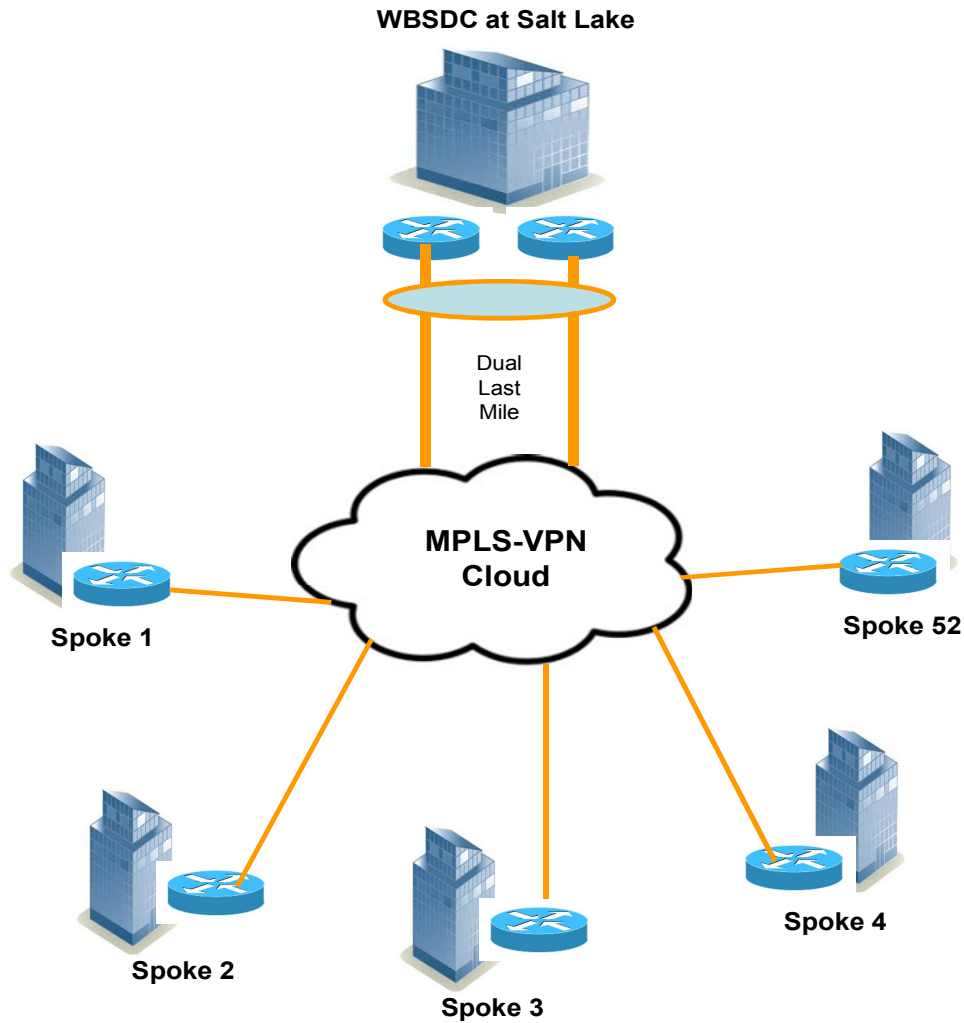 WBSDC at Salt Lake
Dual
Last
Mile
MPLS-VPN
Cloud
Spoke 1
Spoke 52
Spoke 2
Spoke 4
Spoke 3